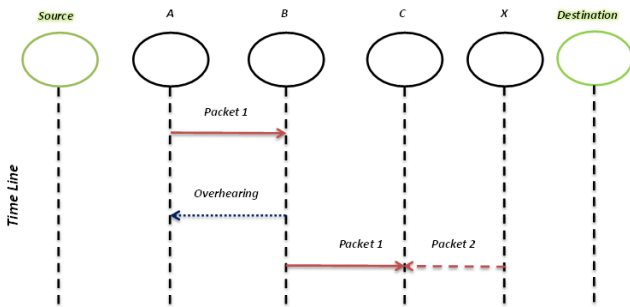 Source A B C X Destination
Packet 1
Overhearing
Packet 1 Packet 2
Time Line